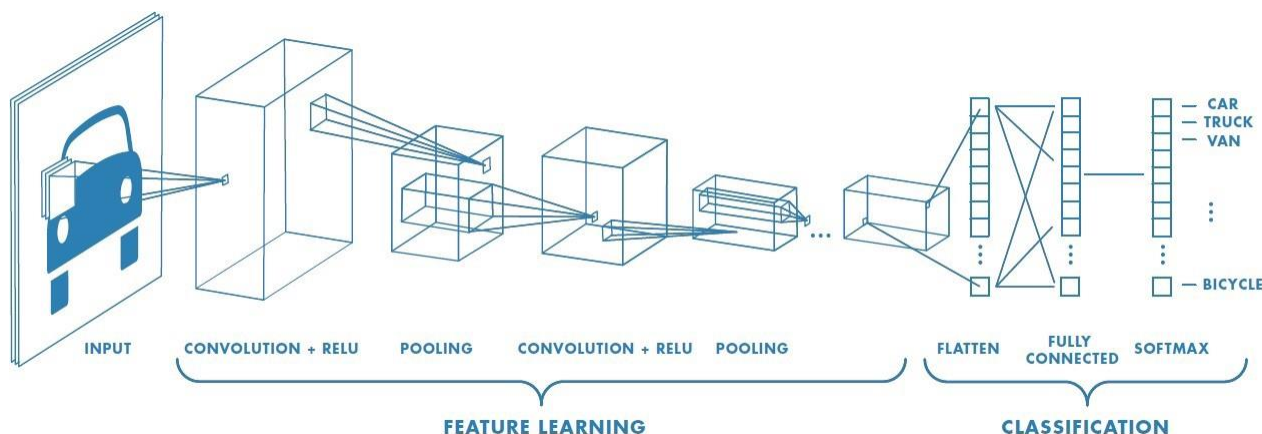 CAR
TRUCK
VAN
BICYCLE
INPUT
CONVOLUTION + RELU
POOLING
CONVOLUTION + RELU
POOLING
FLATTEN
FULLY
CONNECTED
SOFTMAX
FEATURE LEARNING
CLASSIFICATION